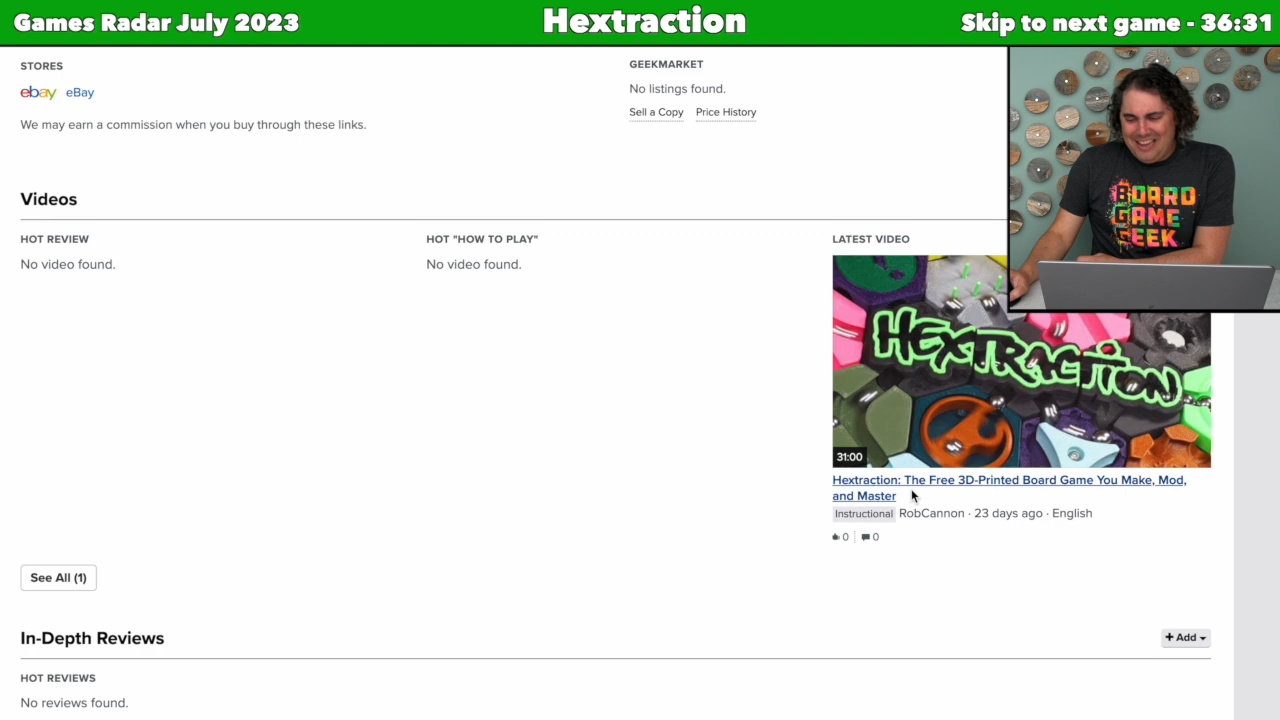 Games Radar July 2023
Hextraction
Skip to next game - 36:31
STORES
ebay eBay
We may earn a commission when you buy through these links.
GEEKMARKET
No listings found.
Sell a Copy Price History
BOARD
GAME
GEEK
Videos
HOT REVIEW
No video found.
HOT "HOW TO PLAY"
No video found.
LATEST VIDEO
HEXTRACTION
31:00
Hextraction: The Free 3D-Printed Board Game You Make, Mod,
and Master
Instructional RobCannon · 23 days ago · English
0 0
See All (1)
In-Depth Reviews
+ Add
HOT REVIEWS
No reviews found.